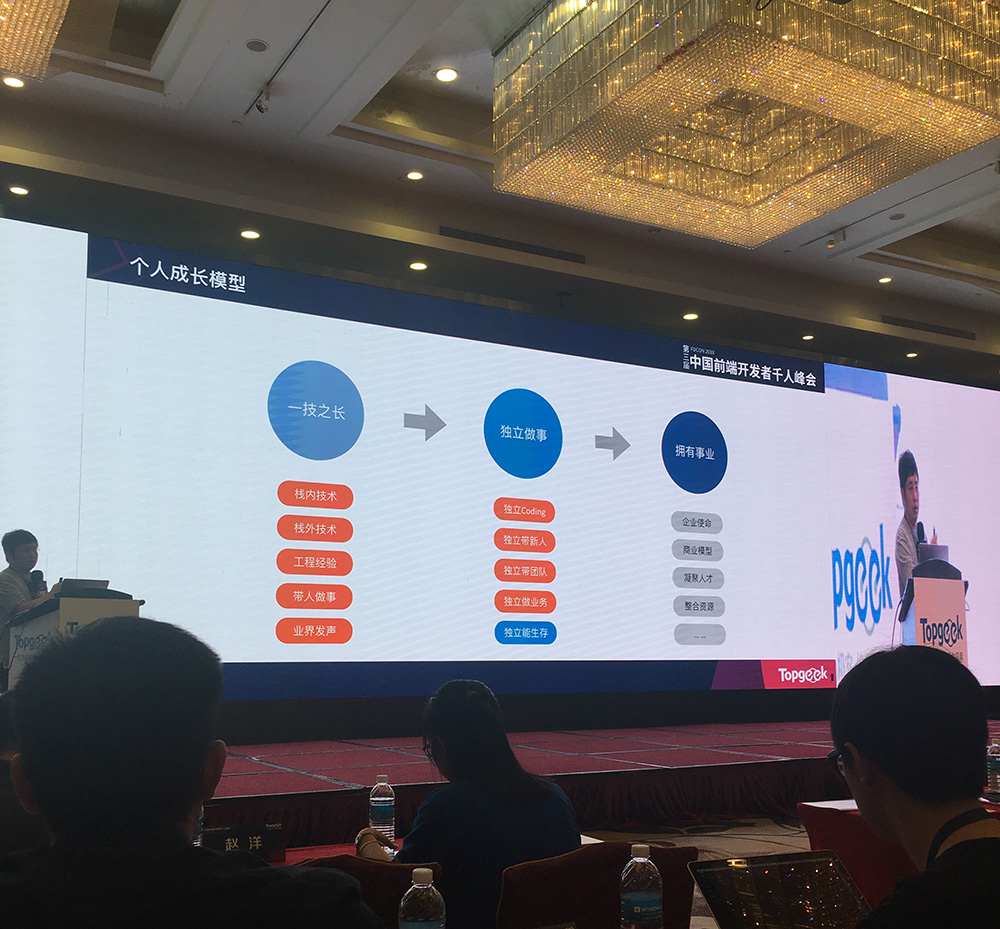 个人成长模型
第三届
FDCON 2018
中国前端开发者千人峰会
一技之长
独立做事
拥有事业
栈内技术
栈外技术
工程经验
带人做事
业界发声
独立Coding
独立带新人
独立带团队
独立做业务
独立能生存
企业使命
商业模型
凝聚人才
整合资源
... ...
Topgeek
pgeek
Topgeek
Topgeek
赵 洋